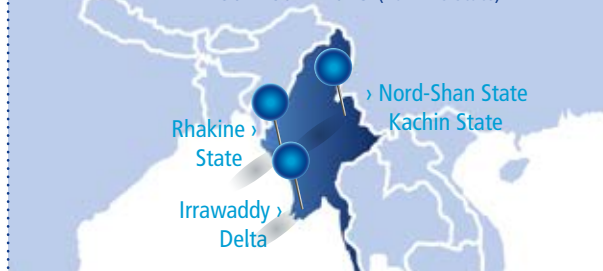 › Nord-Shan State
Kachin State
Rhakine ›
State
Irrawaddy ›
Delta